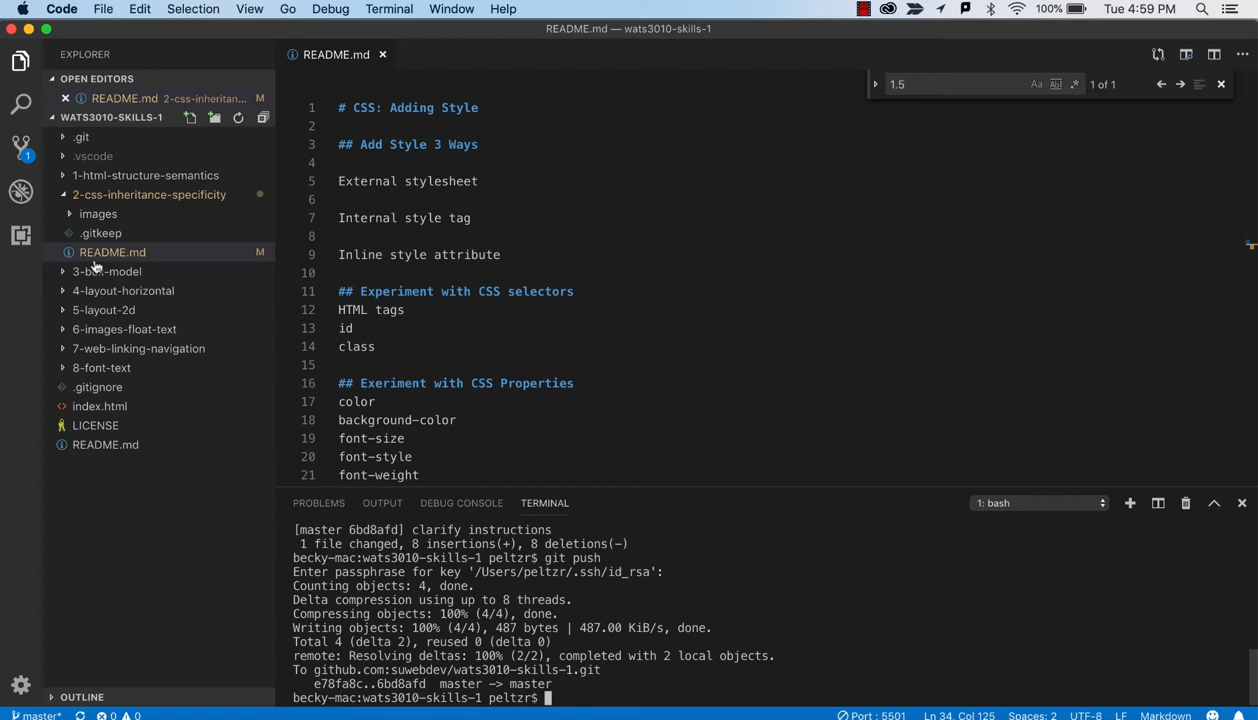 Code File Edit Selection View Go Debug Terminal Window Help 100% Tue 4:59 PM
README.md — wats3010-skills-1
EXPLORER
OPEN EDITORS
README.md 2-css-inheritan... M
WATS3010-SKILLS-1
.git
.vscode
1-html-structure-semantics
2-css-inheritance-specificity
images
.gitkeep
README.md M
3-box-model
4-layout-horizontal
5-layout-2d
6-images-float-text
7-web-linking-navigation
8-font-text
.gitignore
index.html
LICENSE
README.md
OUTLINE
README.md
1.5 Aa Abl .* 1 of 1
1 # CSS: Adding Style
2
3 ## Add Style 3 Ways
4
5 External stylesheet
6
7 Internal style tag
8
9 Inline style attribute
10
11 ## Experiment with CSS selectors
12 HTML tags
13 id
14 class
15
16 ## Exeriment with CSS Properties
17 color
18 background-color
19 font-size
20 font-style
21 font-weight
PROBLEMS OUTPUT DEBUG CONSOLE TERMINAL 1: bash
[master 6bd8afd] clarify instructions
1 file changed, 8 insertions(+), 8 deletions(-)
becky-mac:wats3010-skills-1 peltzr$ git push
Enter passphrase for key '/Users/peltzr/.ssh/id_rsa':
Counting objects: 4, done.
Delta compression using up to 8 threads.
Compressing objects: 100% (4/4), done.
Writing objects: 100% (4/4), 487 bytes | 487.00 KiB/s, done.
Total 4 (delta 2), reused 0 (delta 0)
remote: Resolving deltas: 100% (2/2), completed with 2 local objects.
To github.com:suwebdev/wats3010-skills-1.git
e78fa8c..6bd8afd master -> master
becky-mac:wats3010-skills-1 peltzr$
1
master* 0 0 Port : 5501 Ln 34, Col 125 Spaces: 2 UTF-8 LF Markdown